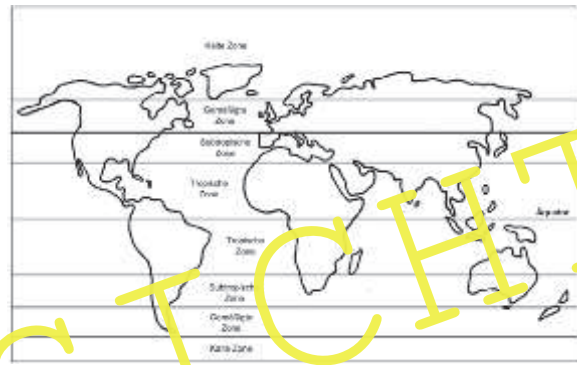 Kalte Zone
Gemäßigte
Zone
Subtropische
Zone
Tropische
Zone
Äquator
Tropische
Zone
Subtropische
Zone
Gemäßigte
Zone
Kalte Zone